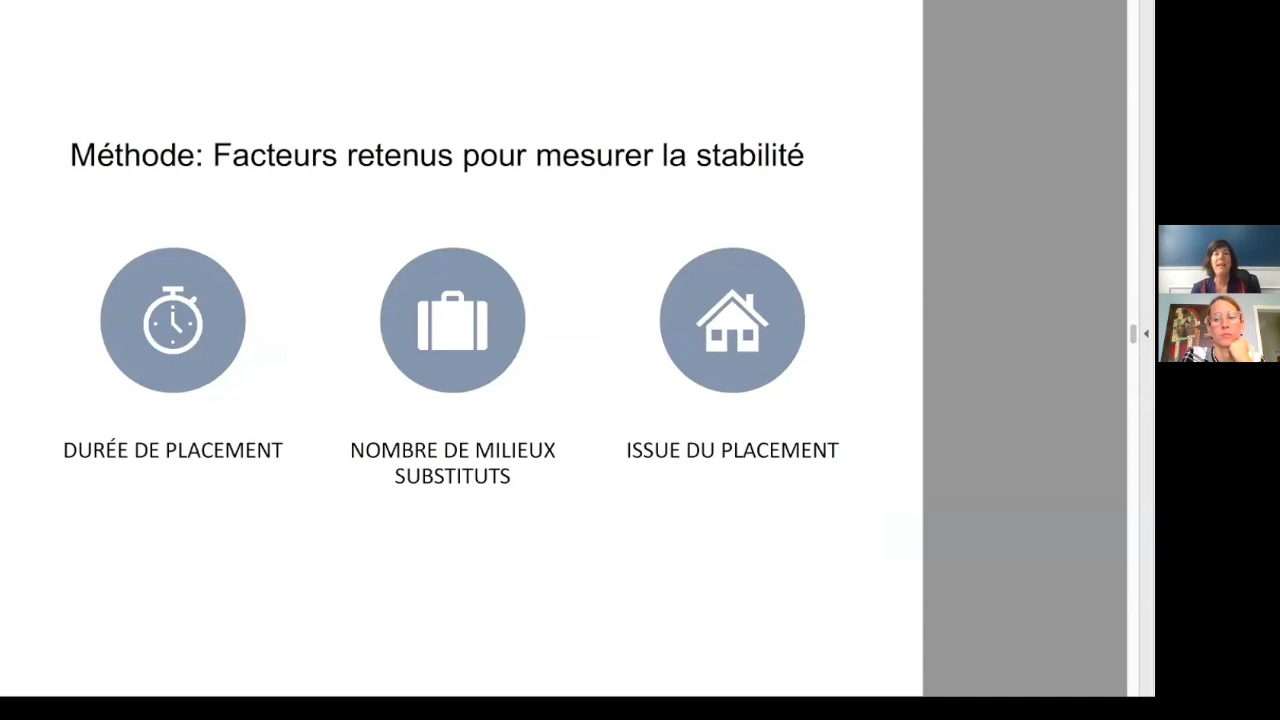 Méthode: Facteurs retenus pour mesurer la stabilité
DURÉE DE PLACEMENT
NOMBRE DE MILIEUX
SUBSTITUTS
ISSUE DU PLACEMENT